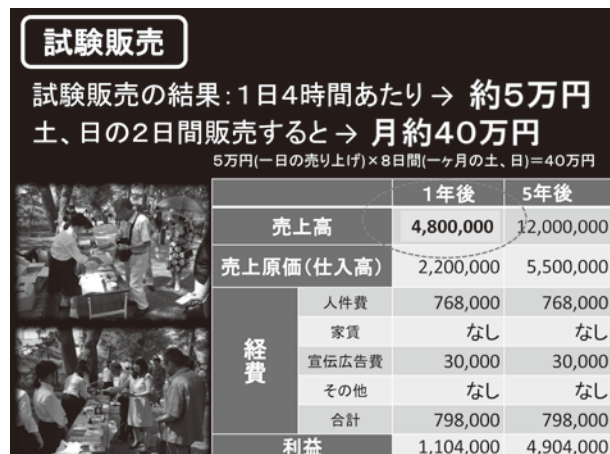 試験販売
試験販売の結果:1日4時間あたり→ 約5万円
土、日の2日間販売すると→ 月約40万円
5万円(一日の売り上げ)×8日間(一ヶ月の土、日)=40万円
1年後 5年後
売上高 4,800,000 12,000,000
売上原価(仕入高) 2,200,000 5,500,000
経費
人件費 768,000 768,000
家賃 なし なし
宣伝広告費 30,000 30,000
その他 なし なし
合計 798,000 798,000
利益 1,104,000 4,904,000